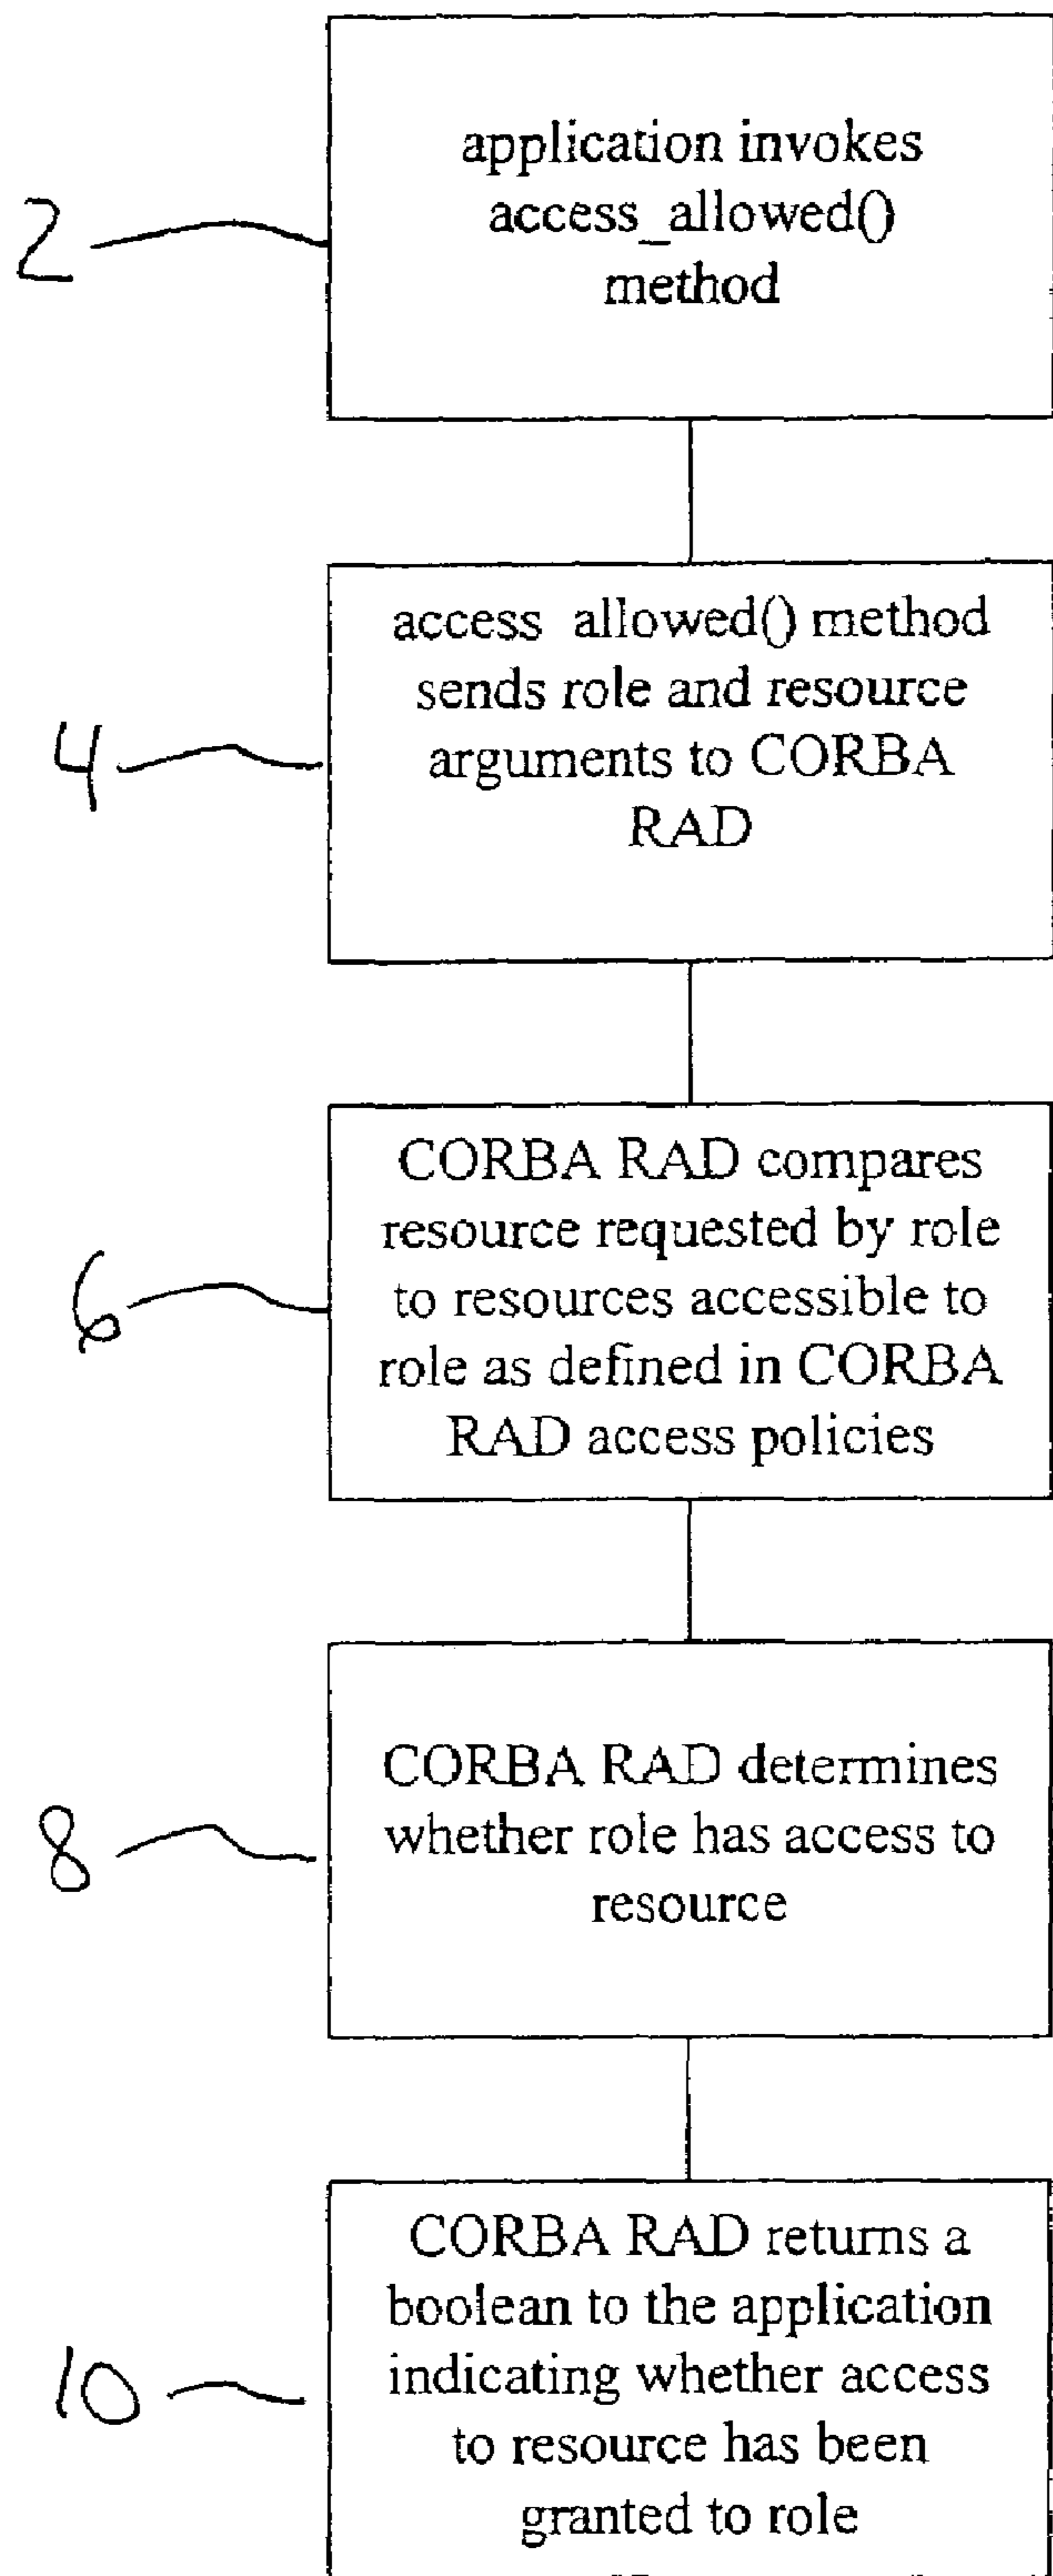 application invokes
2
access_allowed()
method
access allowed() method
sends role and resource
4
arguments to CORBA
RAD
CORBA RAD compares
resource requested by role
6
to resources accessible to
role as defined in CORBA
RAD access policies
CORBA RAD determines
8
whether role has access to
resource
CORBA RAD returns a
boolean to the application
10
indicating whether access
to resource has been
granted to role